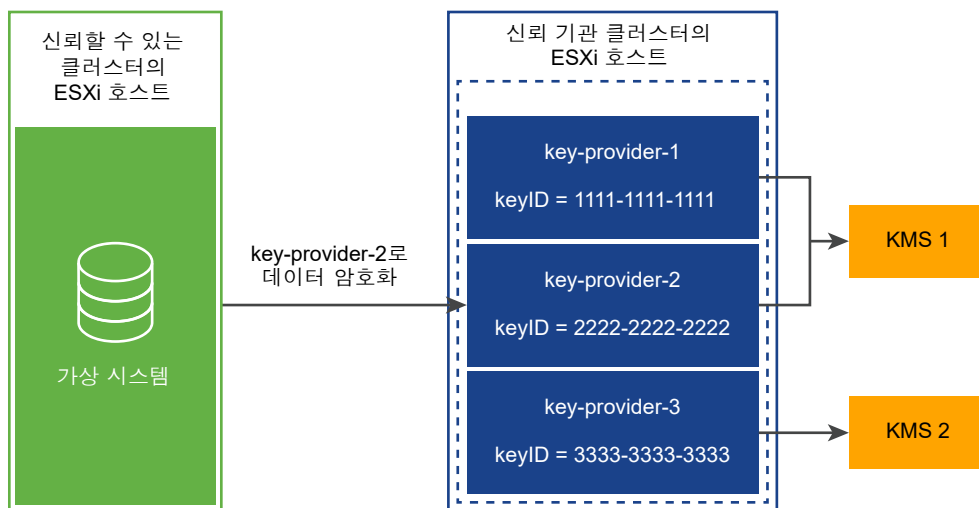 신뢰할 수 있는
클러스터의
ESXi 호스트
가상 시스템
key-provider-2로
데이터 암호화
신뢰 기관 클러스터의
ESXi 호스트
key-provider-1
keyID = 1111-1111-1111
key-provider-2
keyID = 2222-2222-2222
key-provider-3
keyID = 3333-3333-3333
KMS 1
KMS 2